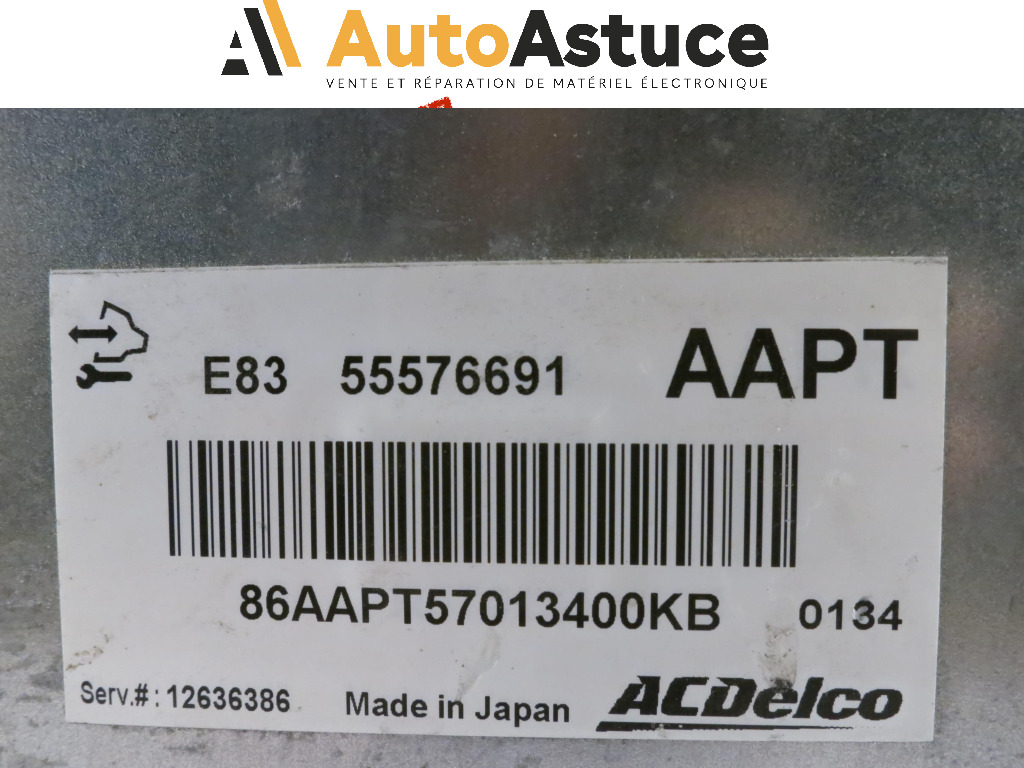 AutoAstuce
VENTE ET RÉPARATION DE MATÉRIEL ÉLECTRONIQUE
E83 55576691 AAPT
86AAPT57013400KB 0134
Serv.#: 12636386 Made in Japan ACDelco